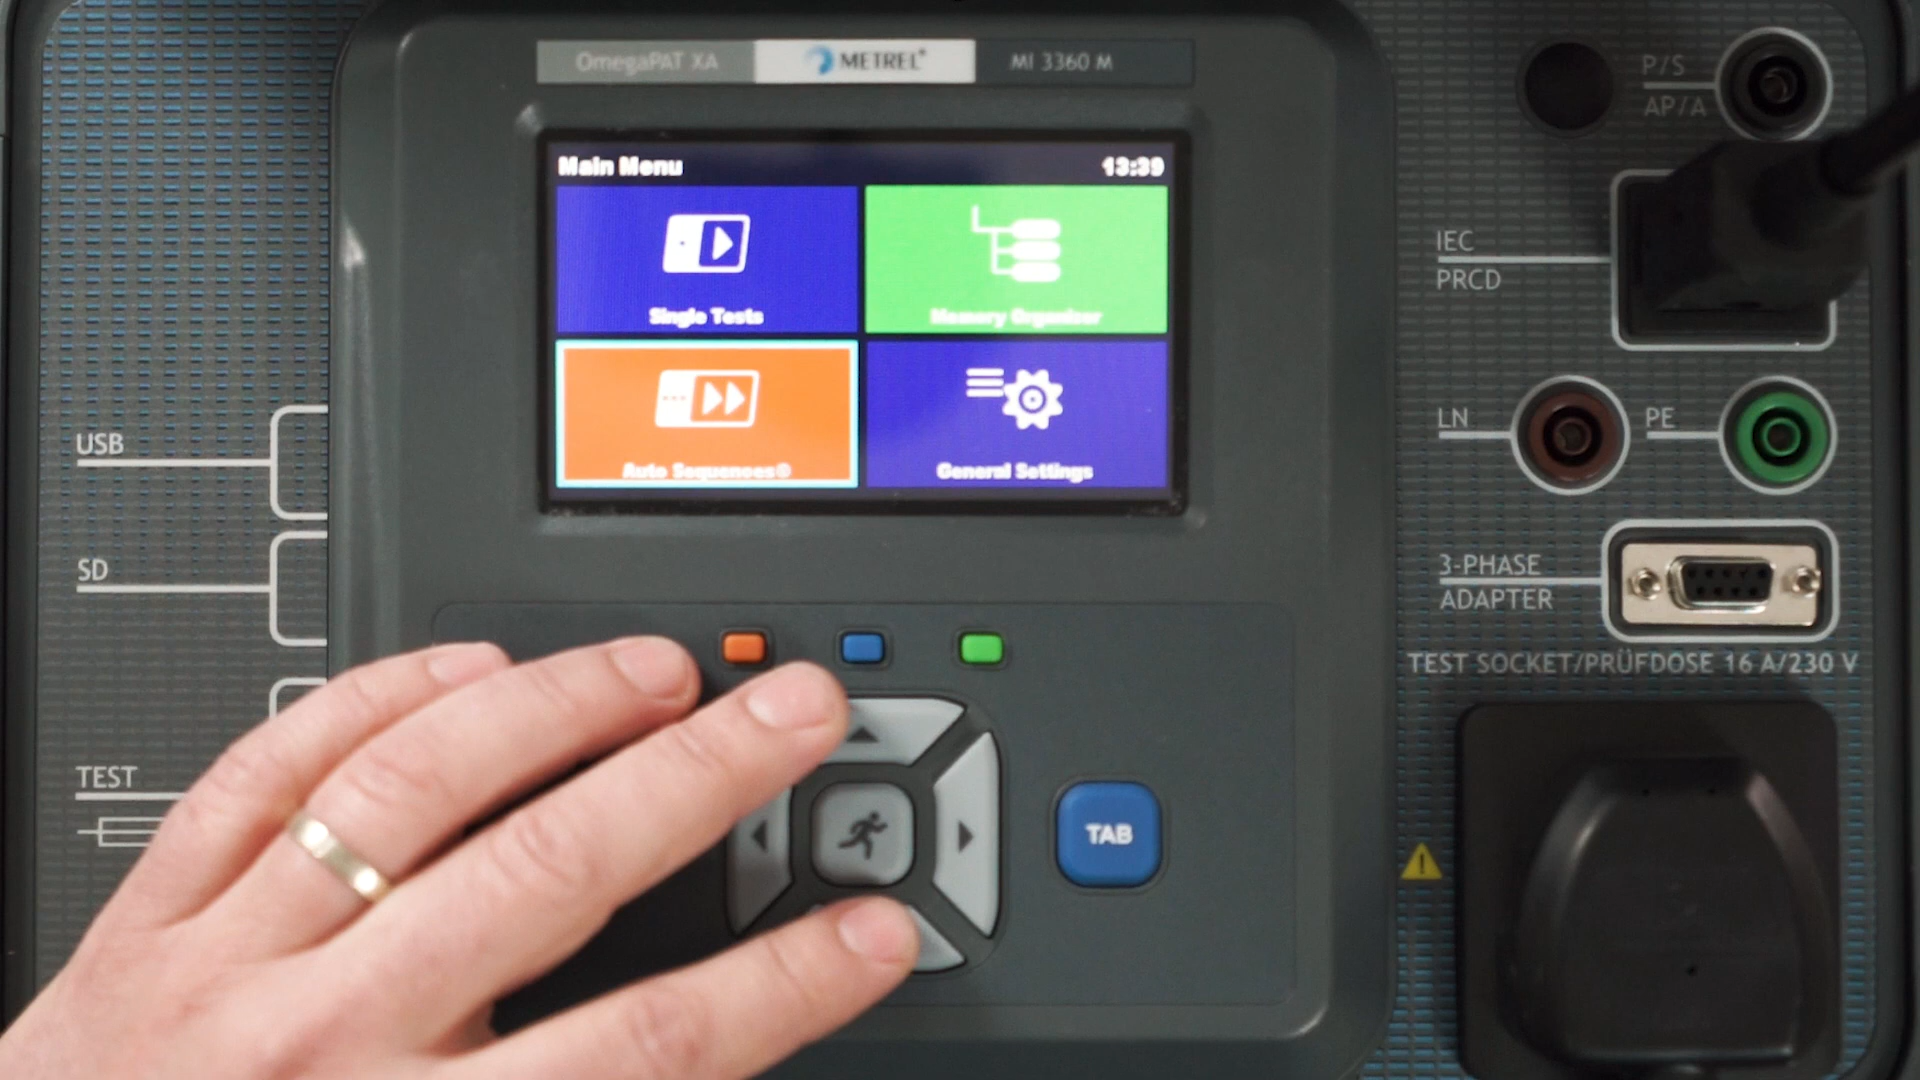 OmegaPAT XA METREL® MI 3360 M
Main Menu 13:39
Single Tests
Memory Organizer
Auto Sequences®
General Settings
USB
SD
TEST
TAB
P/S
AP/A
IEC
PRCD
LN
PE
3-PHASE
ADAPTER
TEST SOCKET/PRÜFDOSE 16 A/230 V